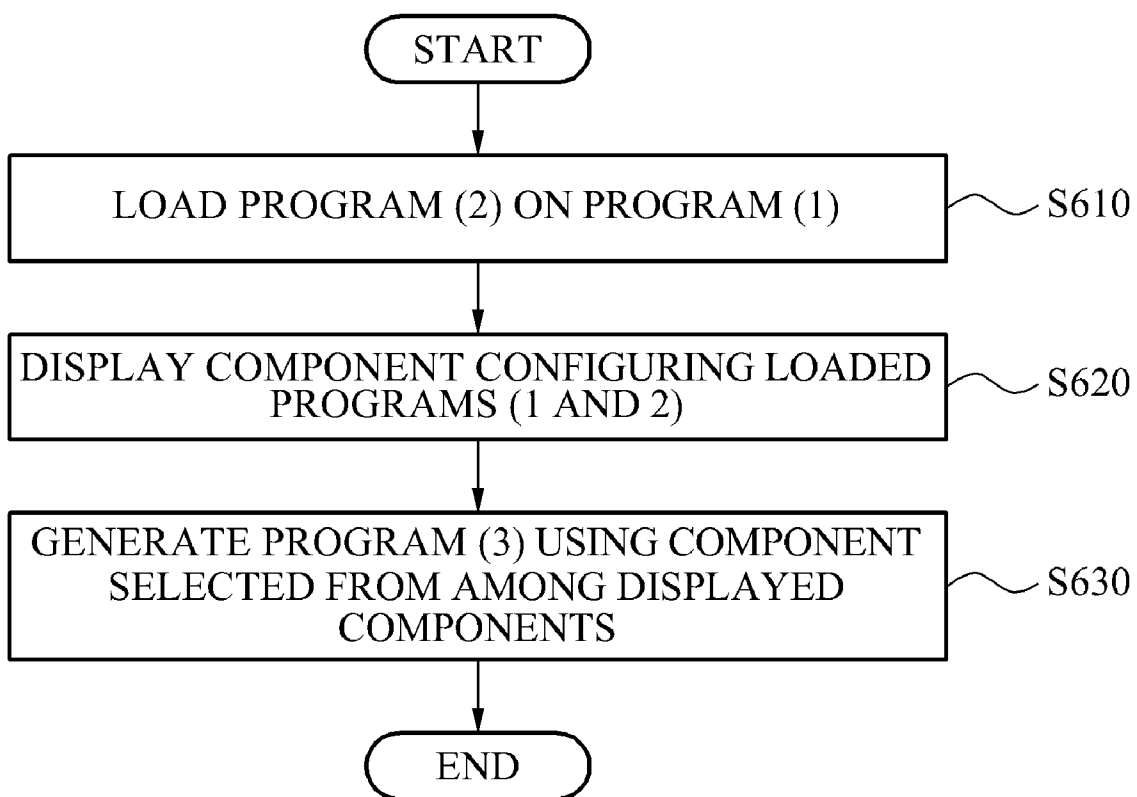 START
LOAD PROGRAM (2) ON PROGRAM (1)
S610
DISPLAY COMPONENT CONFIGURING LOADED
PROGRAMS (1 AND 2)
S620
GENERATE PROGRAM (3) USING COMPONENT
SELECTED FROM AMONG DISPLAYED
COMPONENTS
S630
END